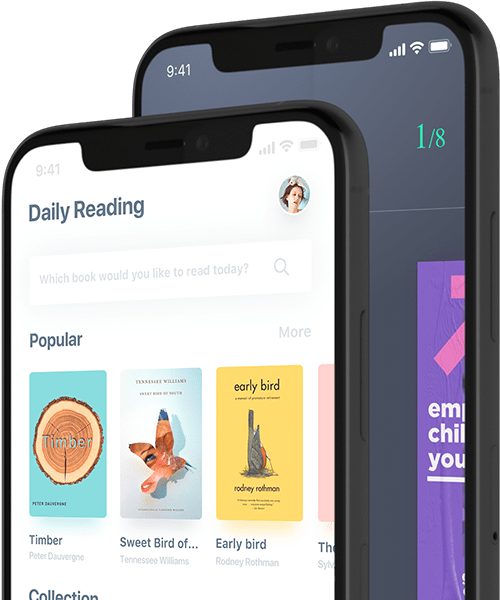 9:41
1/8
9:41
Daily Reading
Which book would you like to read today?
Popular
More
Timber
PETER DAUVERGNE
TENNESSEE WILLIAMS
SWEET BIRD OF YOUTH
early bird
a memoir of premature retirement
rodney rothman
Timber
Peter Dauvergne
Sweet Bird of...
Tennessee Williams
Early bird
Rodney Rothman
The
Sylv
Collection
emp
chil
you